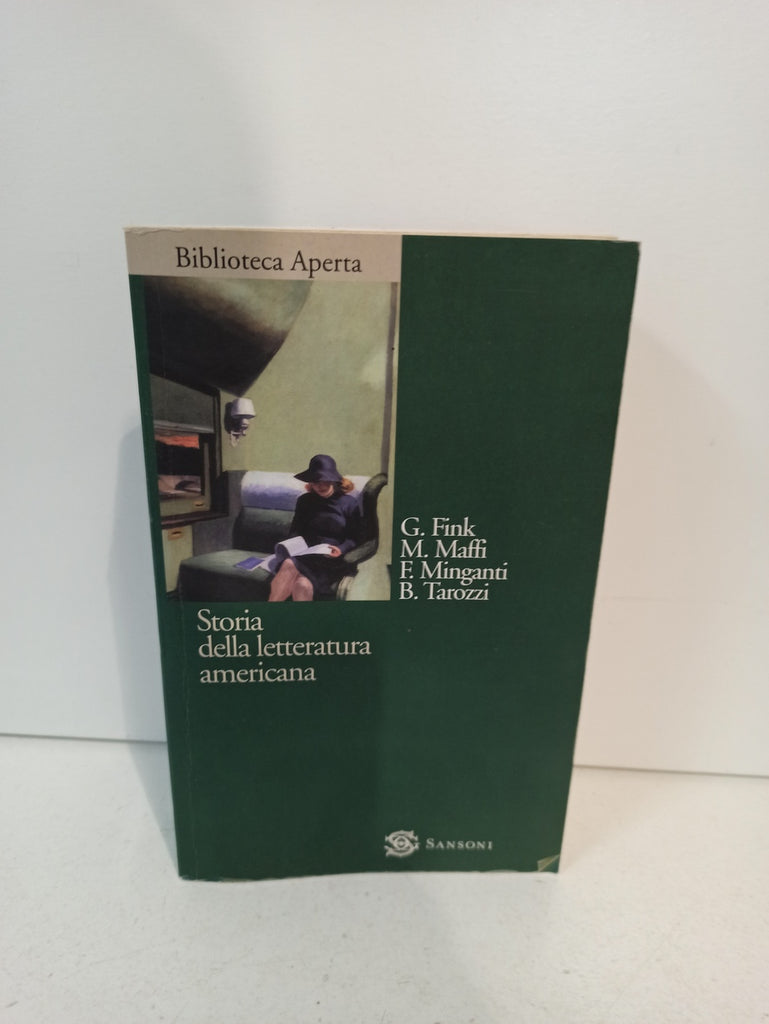 Biblioteca Aperta
G. Fink
M. Maffi
F. Minganti
B. Tarozzi
Storia
della letteratura
americana
SANSONI